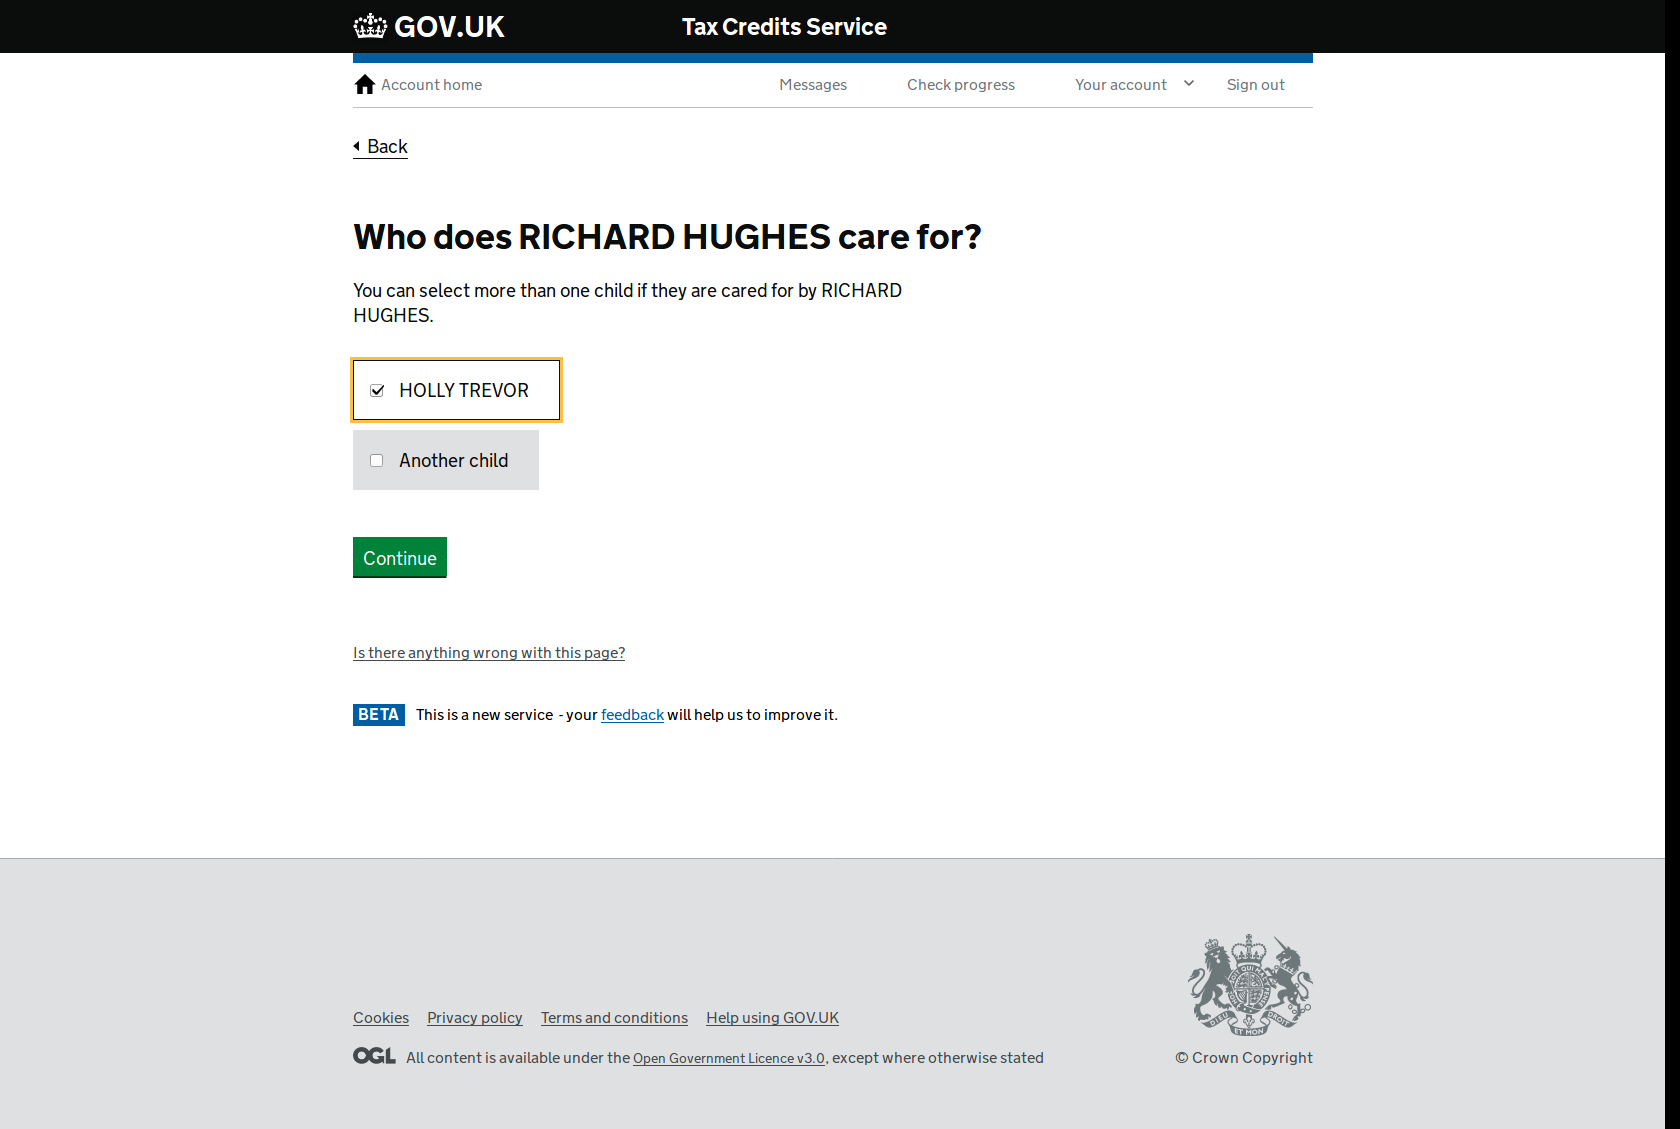 GOV.UK
Tax Credits Service
Account home
Messages
Check progress
Your account
Sign out
Back
Who does RICHARD HUGHES care for?
You can select more than one child if they are cared for by RICHARD
HUGHES.
HOLLY TREVOR
Another child
Continue
Is there anything wrong with this page?
BETA This is a new service - your feedback will help us to improve it.
Cookies Privacy policy Terms and conditions Help using GOV.UK
OGL All content is available under the Open Government Licence v3.0, except where otherwise stated
© Crown Copyright